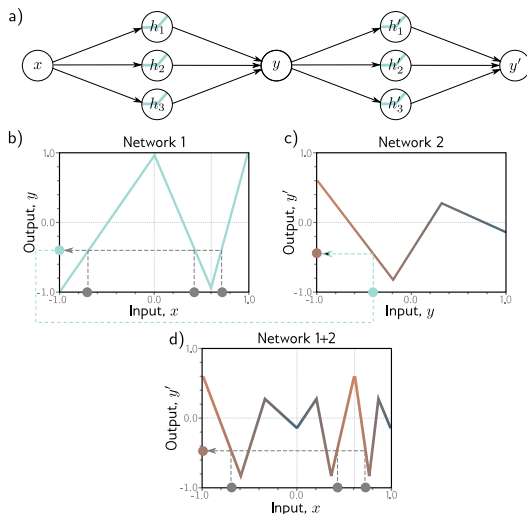 a)
h₁ h′₁
x h₂ y h′₂ y′
h₃ h′₃
b) Network 1
c) Network 2
1.0
0.0
-1.0
Output, y
-1.0 0.0 1.0
Input, x
1.0
0.0
-1.0
Output, y′
-1.0 0.0 1.0
Input, y
d) Network 1+2
1.0
0.0
-1.0
Output, y′
-1.0 0.0 1.0
Input, x